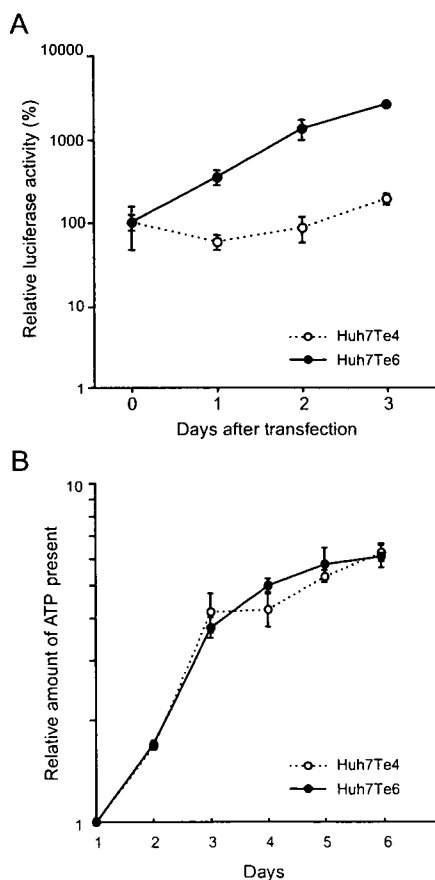 A
Relative luciferase activity (%)
10000
1000
100
10
1
0 1 2 3
Days after transfection
Huh7Te4
Huh7Te6
B
Relative amount of ATP present
10
1
1 2 3 4 5 6
Days
Huh7Te4
Huh7Te6